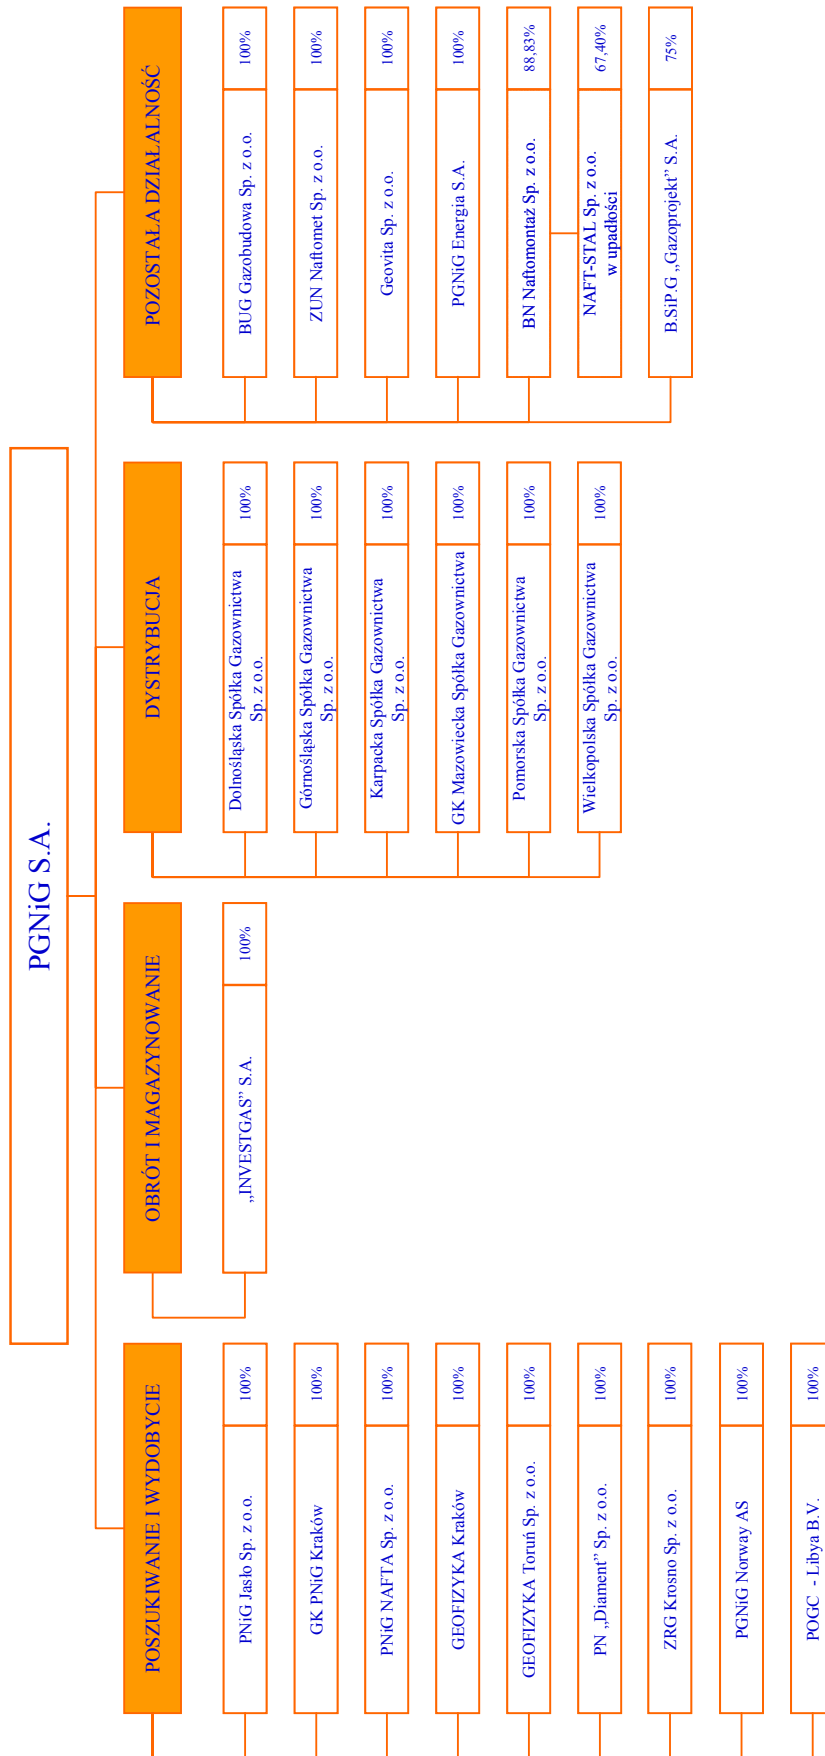 PGNiG S.A.
POSZUKIWANIE I WYDOBYCIE
PNiG Jasło Sp. z o.o.
100%
GK PNiG Kraków
100%
PNiG NAFTA Sp. z o.o.
100%
GEOFIZYKA Kraków
100%
GEOFIZYKA Toruń Sp. z o.o.
100%
PN „Diament” Sp. z o.o.
100%
ZRG Krosno Sp. z o.o.
100%
PGNiG Norway AS
100%
POGC - Libya B.V.
100%
OBRÓT I MAGAZYNOWANIE
„INVESTGAS” S.A.
100%
DYSTRYBUCJA
Dolnośląska Spółka Gazownictwa
Sp. z o.o.
100%
Górnośląska Spółka Gazownictwa
Sp. z o.o.
100%
Karpacka Spółka Gazownictwa
Sp. z o.o.
100%
GK Mazowiecka Spółka Gazownictwa
100%
Pomorska Spółka Gazownictwa
Sp. z o.o.
100%
Wielkopolska Spółka Gazownictwa
Sp. z o.o.
100%
POZOSTAŁA DZIAŁALNOŚĆ
BUG Gazobudowa Sp. z o.o.
100%
ZUN Naftomet Sp. z o.o.
100%
Geovita Sp. z o.o.
100%
PGNiG Energia S.A.
100%
BN Naftomontaż Sp. z o.o.
88,83%
NAFT-STAL Sp. z o.o.
w upadłości
67,40%
B.SiP.G „Gazoprojekt” S.A.
75%